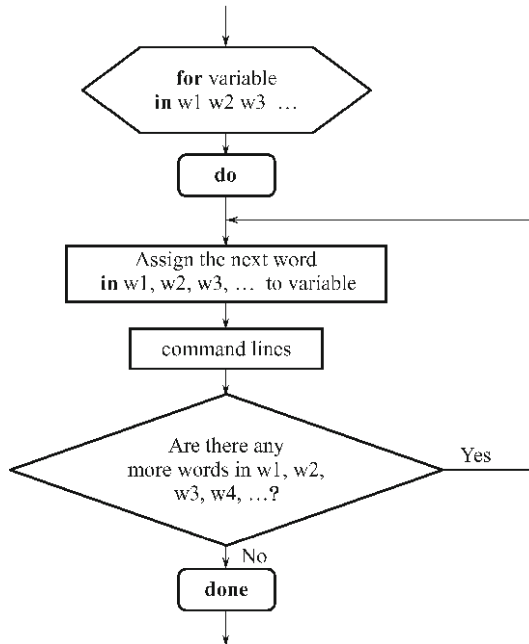 for variable
in w1 w2 w3 …
do
Assign the next word
in w1, w2, w3, … to variable
command lines
Are there any
more words in w1, w2,
w3, w4, …?
Yes
No
done